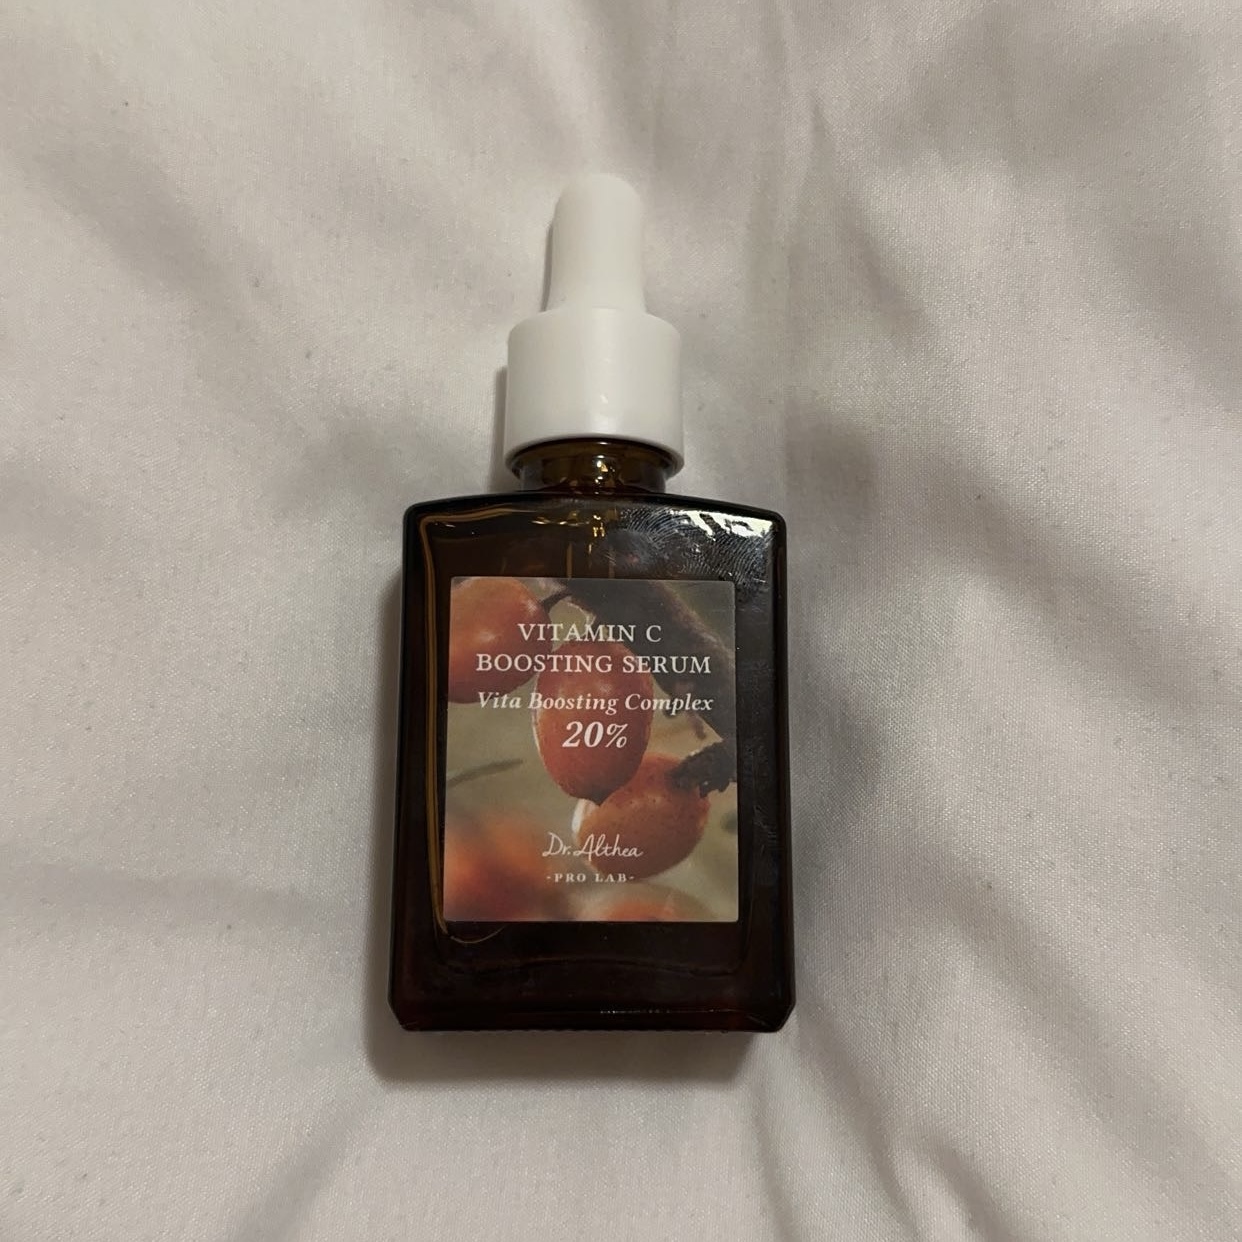 VITAMIN C
BOOSTING SERUM
Vita Boosting Complex
20%
Dr. Althea
-PRO LAB-